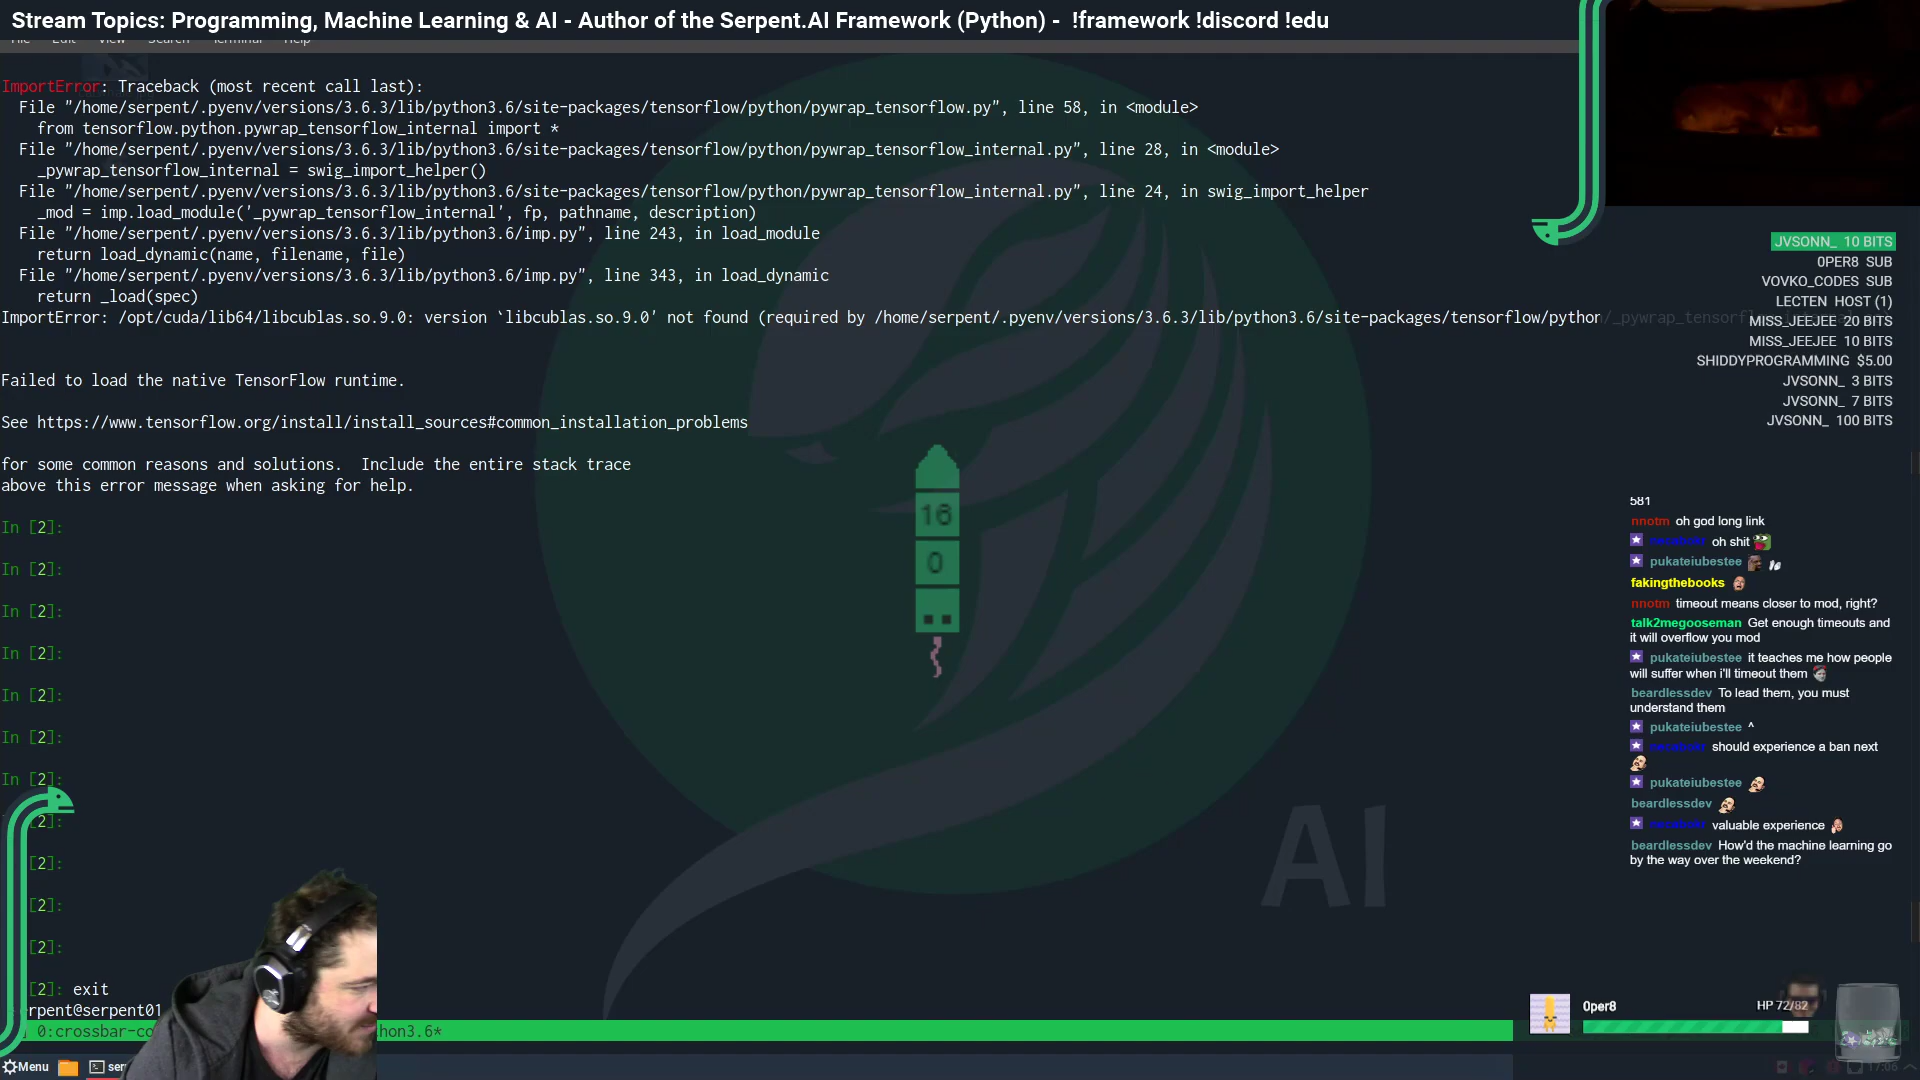 Stream Topics: Programming, Machine Learning & AI - Author of the Serpent.AI Framework (Python) - !framework !discord !edu
File Edit View Search Terminal Help
ImportError: Traceback (most recent call last):
File "/home/serpent/.pyenv/versions/3.6.3/lib/python3.6/site-packages/tensorflow/python/pywrap_tensorflow.py", line 58, in <module>
from tensorflow.python.pywrap_tensorflow_internal import *
File "/home/serpent/.pyenv/versions/3.6.3/lib/python3.6/site-packages/tensorflow/python/pywrap_tensorflow_internal.py", line 28, in <module>
_pywrap_tensorflow_internal = swig_import_helper()
File "/home/serpent/.pyenv/versions/3.6.3/lib/python3.6/site-packages/tensorflow/python/pywrap_tensorflow_internal.py", line 24, in swig_import_helper
_mod = imp.load_module('_pywrap_tensorflow_internal', fp, pathname, description)
File "/home/serpent/.pyenv/versions/3.6.3/lib/python3.6/imp.py", line 243, in load_module
return load_dynamic(name, filename, file)
File "/home/serpent/.pyenv/versions/3.6.3/lib/python3.6/imp.py", line 343, in load_dynamic
return _load(spec)
ImportError: /opt/cuda/lib64/libcublas.so.9.0: version `libcublas.so.9.0' not found (required by /home/serpent/.pyenv/versions/3.6.3/lib/python3.6/site-packages/tensorflow/python/
Failed to load the native TensorFlow runtime.
See https://www.tensorflow.org/install/install_sources#common_installation_problems
for some common reasons and solutions.  Include the entire stack trace
above this error message when asking for help.
In [2]:
In [2]:
In [2]:
In [2]:
In [2]:
In [2]:
In [2]:
[2]:
[2]:
[2]:
[2]:
[2]: exit
rpent@serpent01
0:crossbar-co
hon3.6*
Menu
ser
16
0
AI
JVSONN_ 10 BITS
0PER8 SUB
VOVKO_CODES SUB
LECTEN HOST (1)
MISS_JEEJEE 20 BITS
MISS_JEEJEE 10 BITS
SHIDDYPROGRAMMING $5.00
JVSONN_ 3 BITS
JVSONN_ 7 BITS
JVSONN_ 100 BITS
581
nnotm oh god long link
oh shit
pukateiubestee
fakingthebooks
nnotm timeout means closer to mod, right?
talk2megooseman Get enough timeouts and
it will overflow you mod
pukateiubestee it teaches me how people
will suffer when i'll timeout them
beardlessdev To lead them, you must
understand them
pukateiubestee ^
should experience a ban next
pukateiubestee
beardlessdev
valuable experience
beardlessdev How'd the machine learning go
by the way over the weekend?
0per8
HP 72/82
17:06